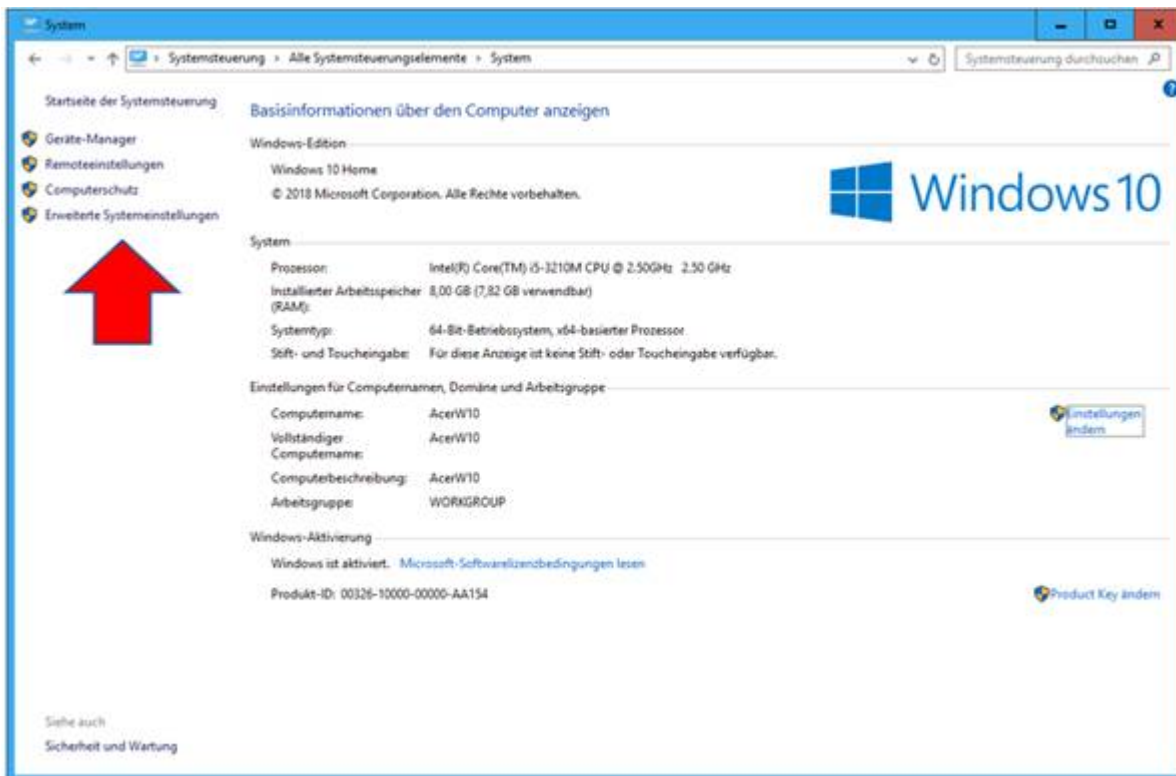 System
Systemsteuerung › Alle Systemsteuerungselemente › System
Systemsteuerung durchsuchen
Startseite der Systemsteuerung
Geräte-Manager
Remoteeinstellungen
Computerschutz
Erweiterte Systemeinstellungen
Basisinformationen über den Computer anzeigen
Windows-Edition
Windows 10 Home
© 2018 Microsoft Corporation. Alle Rechte vorbehalten.
Windows 10
System
Prozessor: Intel(R) Core(TM) i5-3210M CPU @ 2.50GHz 2.50 GHz
Installierter Arbeitsspeicher 8,00 GB (7,82 GB verwendbar)
(RAM):
Systemtyp: 64-Bit-Betriebssystem, x64-basierter Prozessor
Stift- und Toucheingabe: Für diese Anzeige ist keine Stift- oder Toucheingabe verfügbar.
Einstellungen für Computernamen, Domäne und Arbeitsgruppe
Computername: AcerW10
Vollständiger AcerW10
Computername:
Computerbeschreibung: AcerW10
Arbeitsgruppe: WORKGROUP
Einstellungen
ändern
Windows-Aktivierung
Windows ist aktiviert. Microsoft-Softwarelizenzbedingungen lesen
Produkt-ID: 00326-10000-00000-AA154
Product Key ändern
Siehe auch
Sicherheit und Wartung